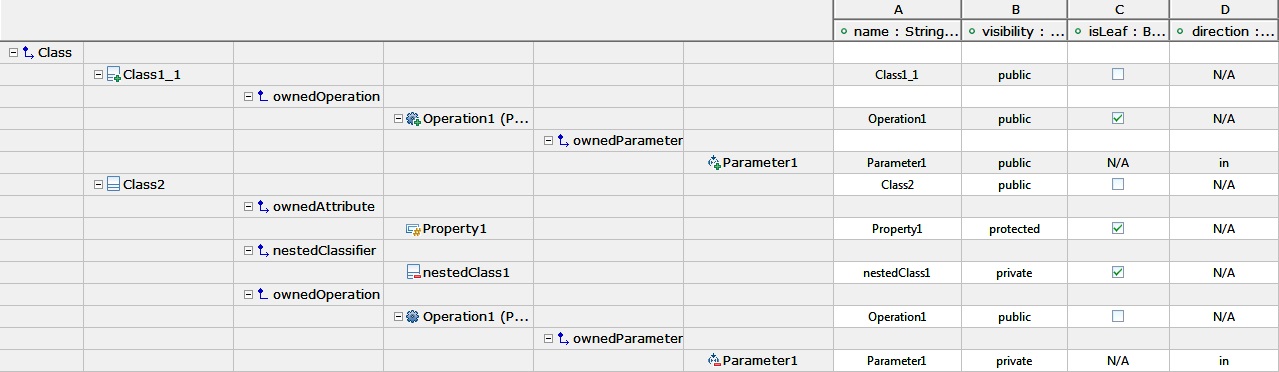 A B C D
name : String... visibility : ... isLeaf : B... direction :...
Class
Class1_1 Class1_1 public N/A
ownedOperation
Operation1 (P... Operation1 public N/A
ownedParameter
Parameter1 Parameter1 public N/A in
Class2 Class2 public N/A
ownedAttribute
Property1 Property1 protected N/A
nestedClassifier
nestedClass1 nestedClass1 private N/A
ownedOperation
Operation1 (P... Operation1 public N/A
ownedParameter
Parameter1 Parameter1 private N/A in